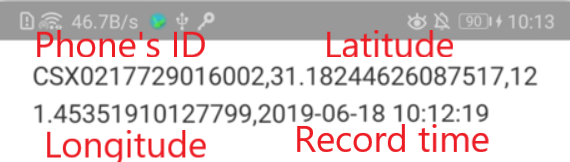 46.7B/s 90 10:13
Phone's ID Latitude
CSX0217729016002,31.18244626087517,12
1.45351910127799,2019-06-18 10:12:19
Longitude Record time